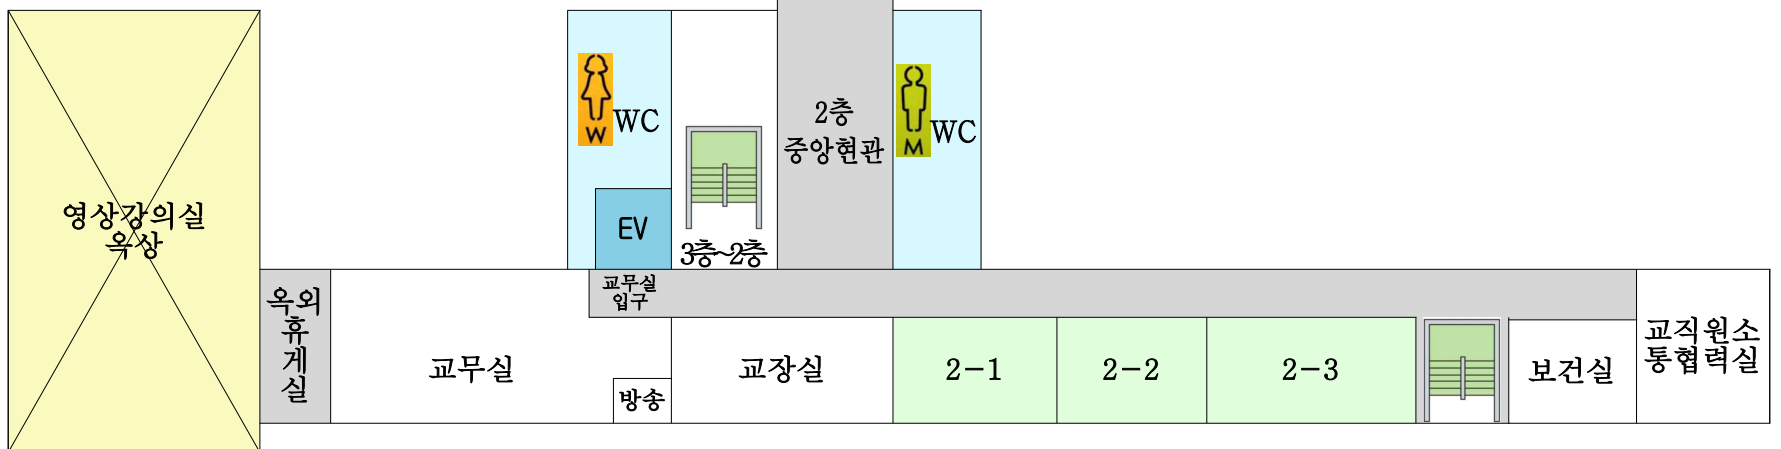 영상강의실
옥상
W
WC
EV
3층~2층
2층
중앙현관
M
WC
옥외
휴
게
실
교무실
교무실
입구
방송
교장실
2-1
2-2
2-3
보건실
교직원소
통협력실